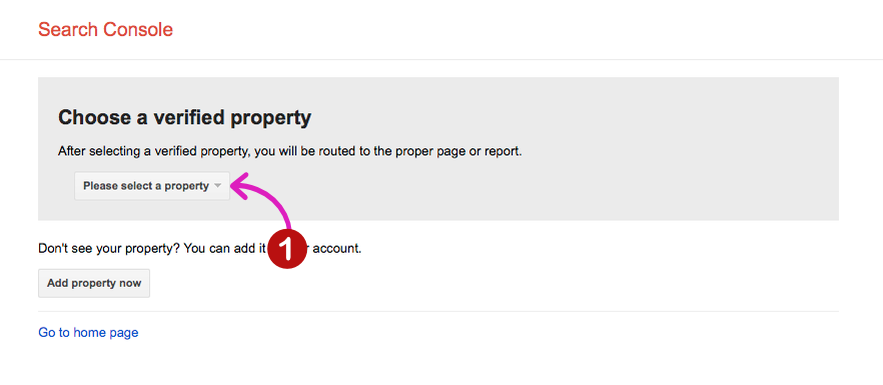 Search Console
Choose a verified property
After selecting a verified property, you will be routed to the proper page or report.
Please select a property
Don't see your property? You can add it account.
1
Add property now
Go to home page